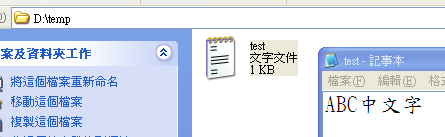 D:\temp
案及資料夾工作
將這個檔案重新命名
移動這個檔案
複製這個檔案
test
文字文件
1 KB
test - 記事本
檔案(F) 編輯(E) 格式
ABC中文字